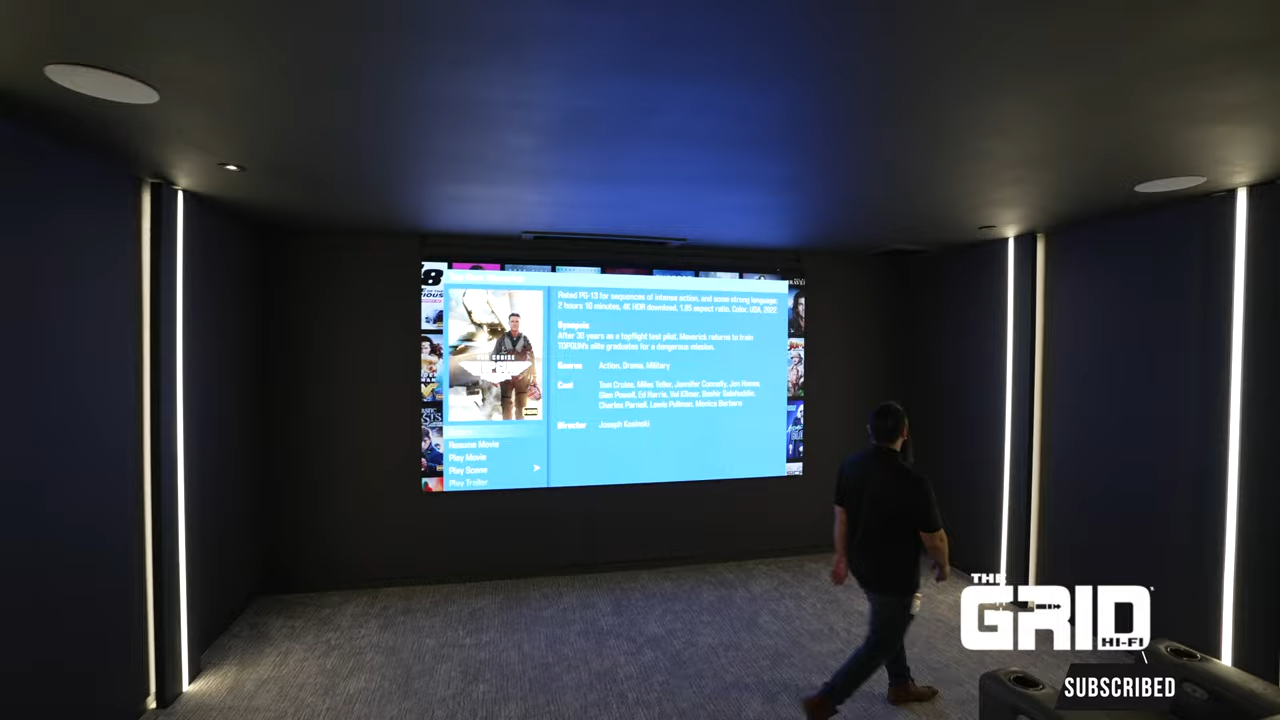 Rated PG-13 for sequences of intense action, and some strong language.
2 hours 10 minutes, 4K HDR download, 1.85 aspect ratio. Color, USA, 2022.
Synopsis
After 30 years as a topflight test pilot, Maverick returns to train
TOPGUN's elite graduates for a dangerous mission.
Genres Action, Drama, Military
Cast Tom Cruise, Miles Teller, Jennifer Connelly, Jon Hamm,
Glen Powell, Ed Harris, Val Kilmer, Bashir Salahuddin,
Charles Parnell, Lewis Pullman, Monica Barbaro
Director Joseph Kosinski
TOM CRUISE
TOP GUN
Resume Movie
Play Movie
Play Scene
Play Trailer
THE
GRID
HI-FI
SUBSCRIBED